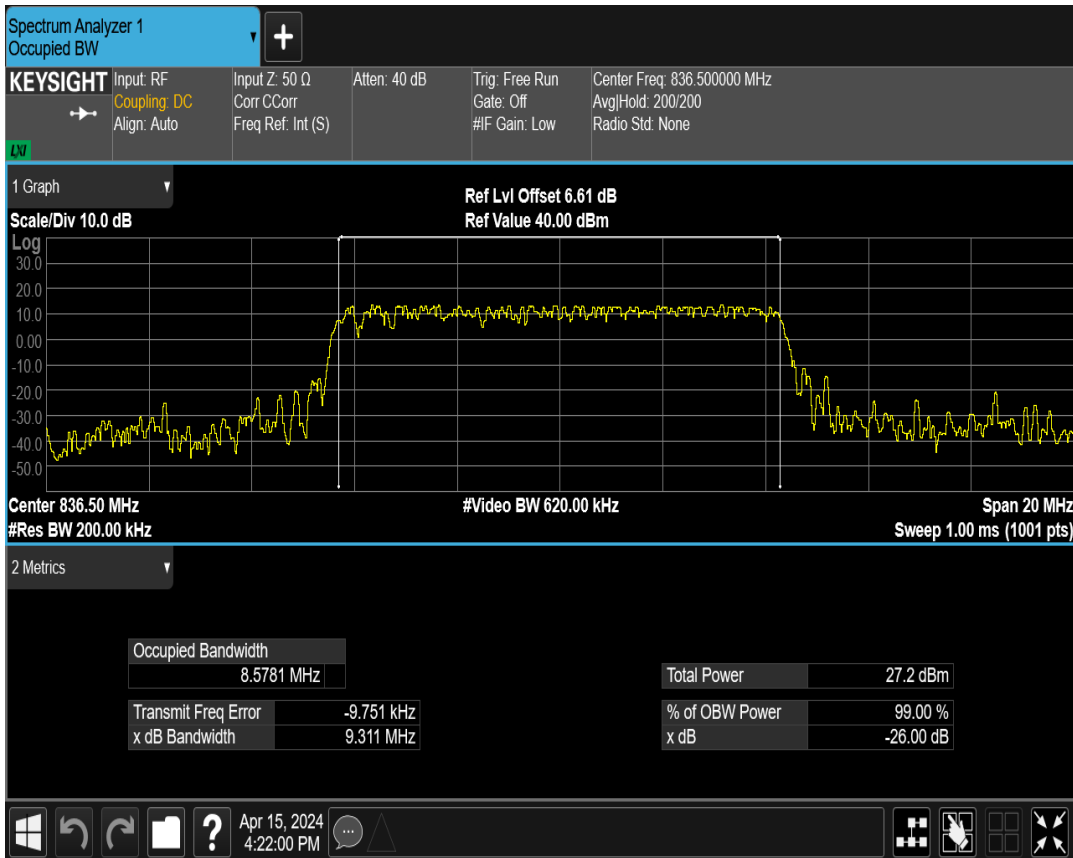 Spectrum Analyzer 1
Occupied BW
KEYSIGHT
Input: RF
Coupling: DC
Align: Auto
Input Z: 50 Ω
Corr CCorr
Freq Ref: Int (S)
Atten: 40 dB
Trig: Free Run
Gate: Off
#IF Gain: Low
Center Freq: 836.500000 MHz
Avg|Hold: 200/200
Radio Std: None
LXI
1 Graph
Scale/Div 10.0 dB
Ref Lvl Offset 6.61 dB
Ref Value 40.00 dBm
Log
30.0
20.0
10.0
0.00
-10.0
-20.0
-30.0
-40.0
-50.0
Center 836.50 MHz
#Video BW 620.00 kHz
Span 20 MHz
#Res BW 200.00 kHz
Sweep 1.00 ms (1001 pts)
2 Metrics
Occupied Bandwidth
8.5781 MHz
Total Power 27.2 dBm
Transmit Freq Error -9.751 kHz
% of OBW Power 99.00 %
x dB Bandwidth 9.311 MHz
x dB -26.00 dB
Apr 15, 2024
4:22:00 PM